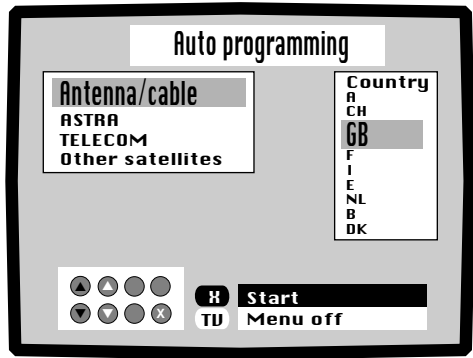 Auto programming
Antenna/cable
ASTRA
TELECOM
Other satellites
Country
A
CH
GB
F
I
E
NL
B
DK
X
X Start
TV Menu off